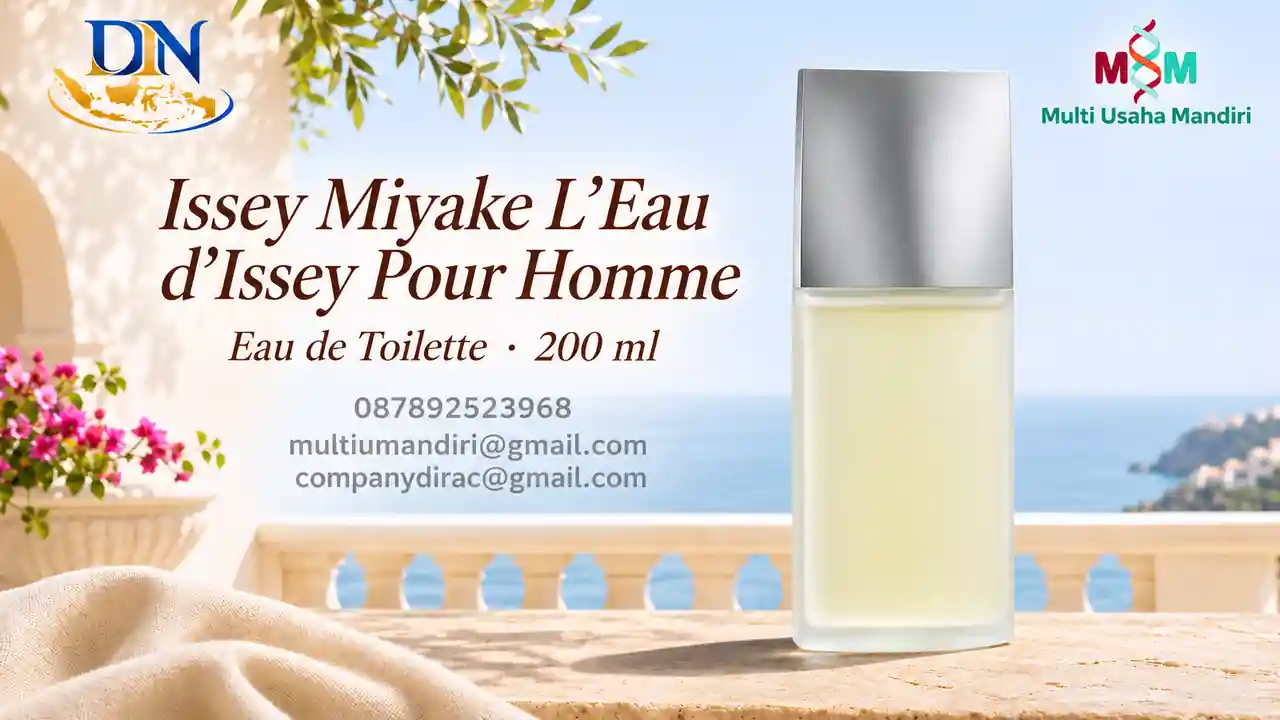 DN
MSM
Multi Usaha Mandiri
Issey Miyake L’Eau
d’Issey Pour Homme
Eau de Toilette · 200 ml
087892523968
multiumandiri@gmail.com
companydirac@gmail.com